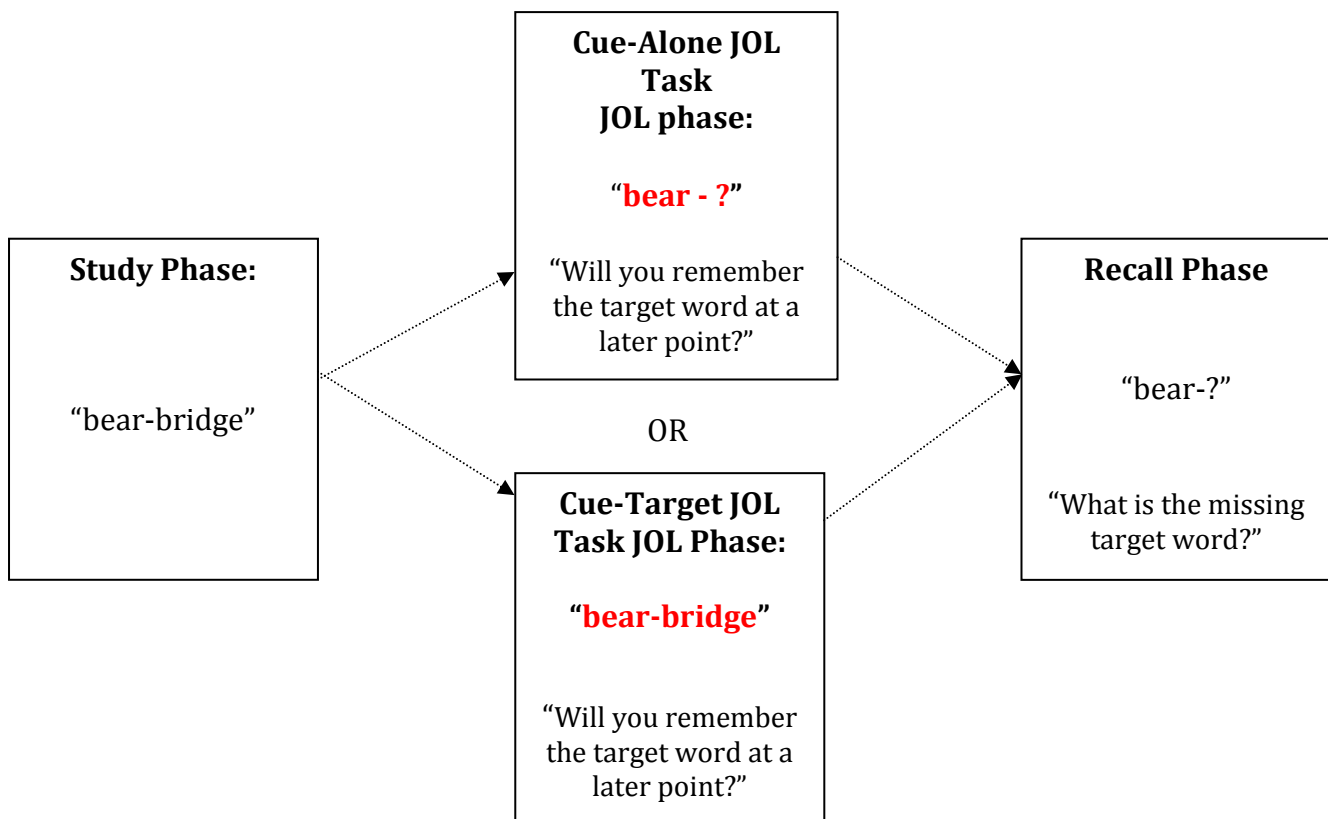 Study Phase:
“bear-bridge”
Cue-Alone JOL
Task
JOL phase:
“bear - ?”
“Will you remember
the target word at a
later point?”
OR
Cue-Target JOL
Task JOL Phase:
“bear-bridge”
“Will you remember
the target word at a
later point?”
Recall Phase
“bear-?”
“What is the missing
target word?”